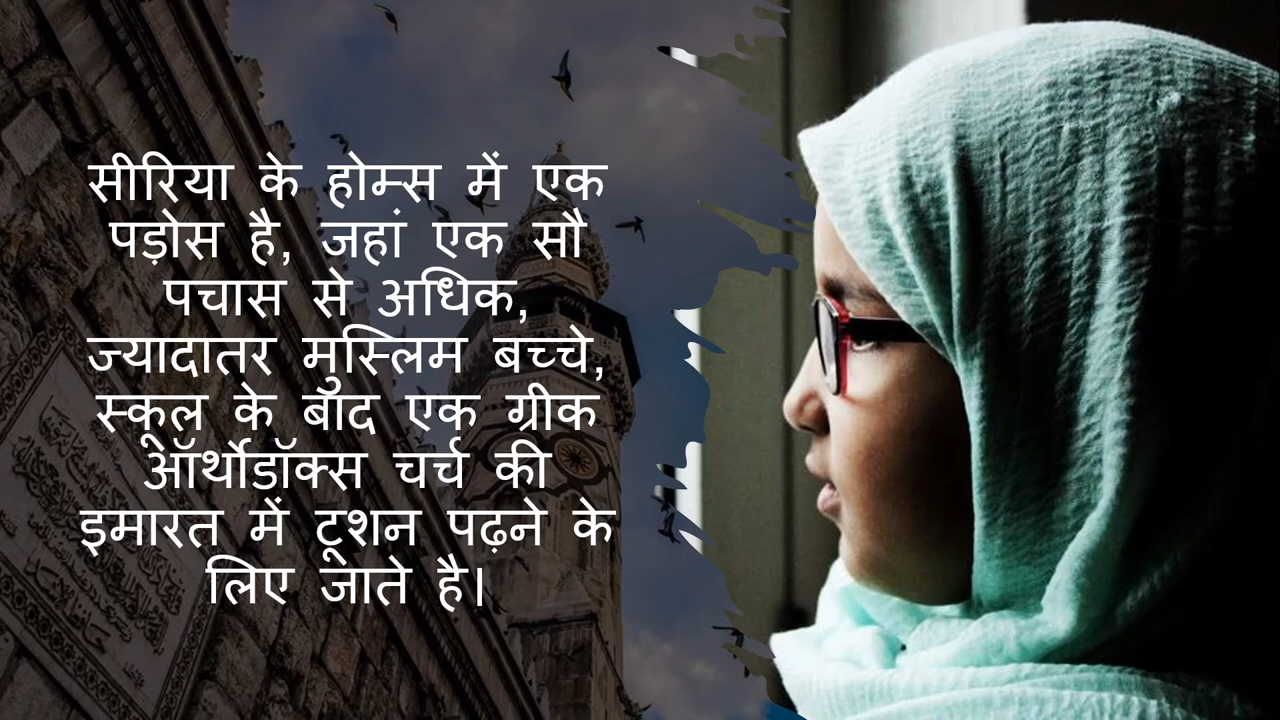 सीरिया के होम्स में एक
पड़ोस है, जहां एक सौ
पचास से अधिक,
ज्यादातर मुस्लिम बच्चे,
स्कूल के बाद एक ग्रीक
ऑर्थोडॉक्स चर्च की
इमारत में टूशन पढ़ने के
लिए जाते है।